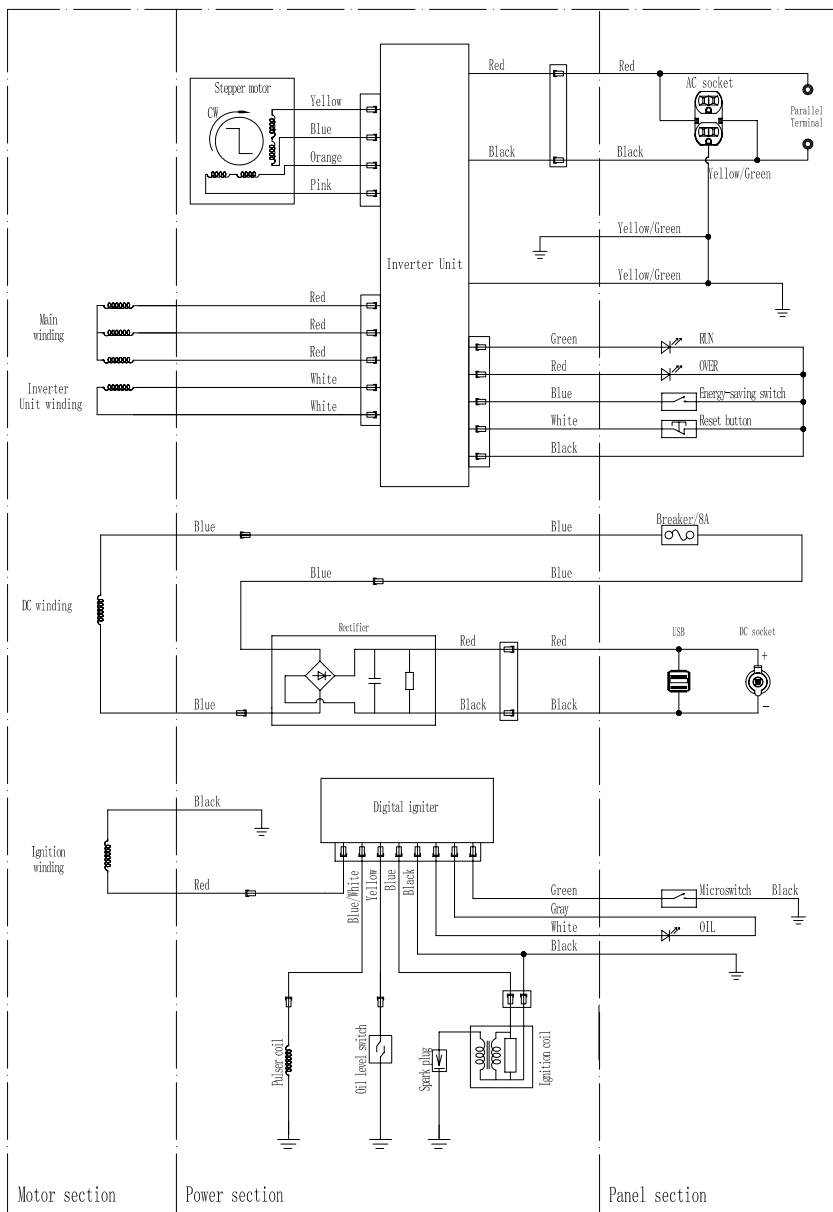 Stepper motor
CW
Yellow
Blue
Orange
Pink
Inverter Unit
Red
Red
AC socket
Parallel
Terminal
Black
Black
Yellow/Green
Yellow/Green
Yellow/Green
Main
winding
Red
Red
Red
Inverter
Unit winding
White
White
Green
RUN
Red
OVER
Blue
Energy-saving switch
White
Reset button
Black
Blue
Blue
Breaker/8A
Blue
Blue
DC winding
Rectifier
Red
Red
USB
DC socket
+
-
Blue
Black
Black
Digital igniter
Black
Ignition
winding
Red
Blue/White
Yellow
Blue
Black
Green
Microswitch
Black
Gray
White
OIL
Black
Pulser coil
Oil level switch
Spark plug
Ignition coil
Motor section
Power section
Panel section